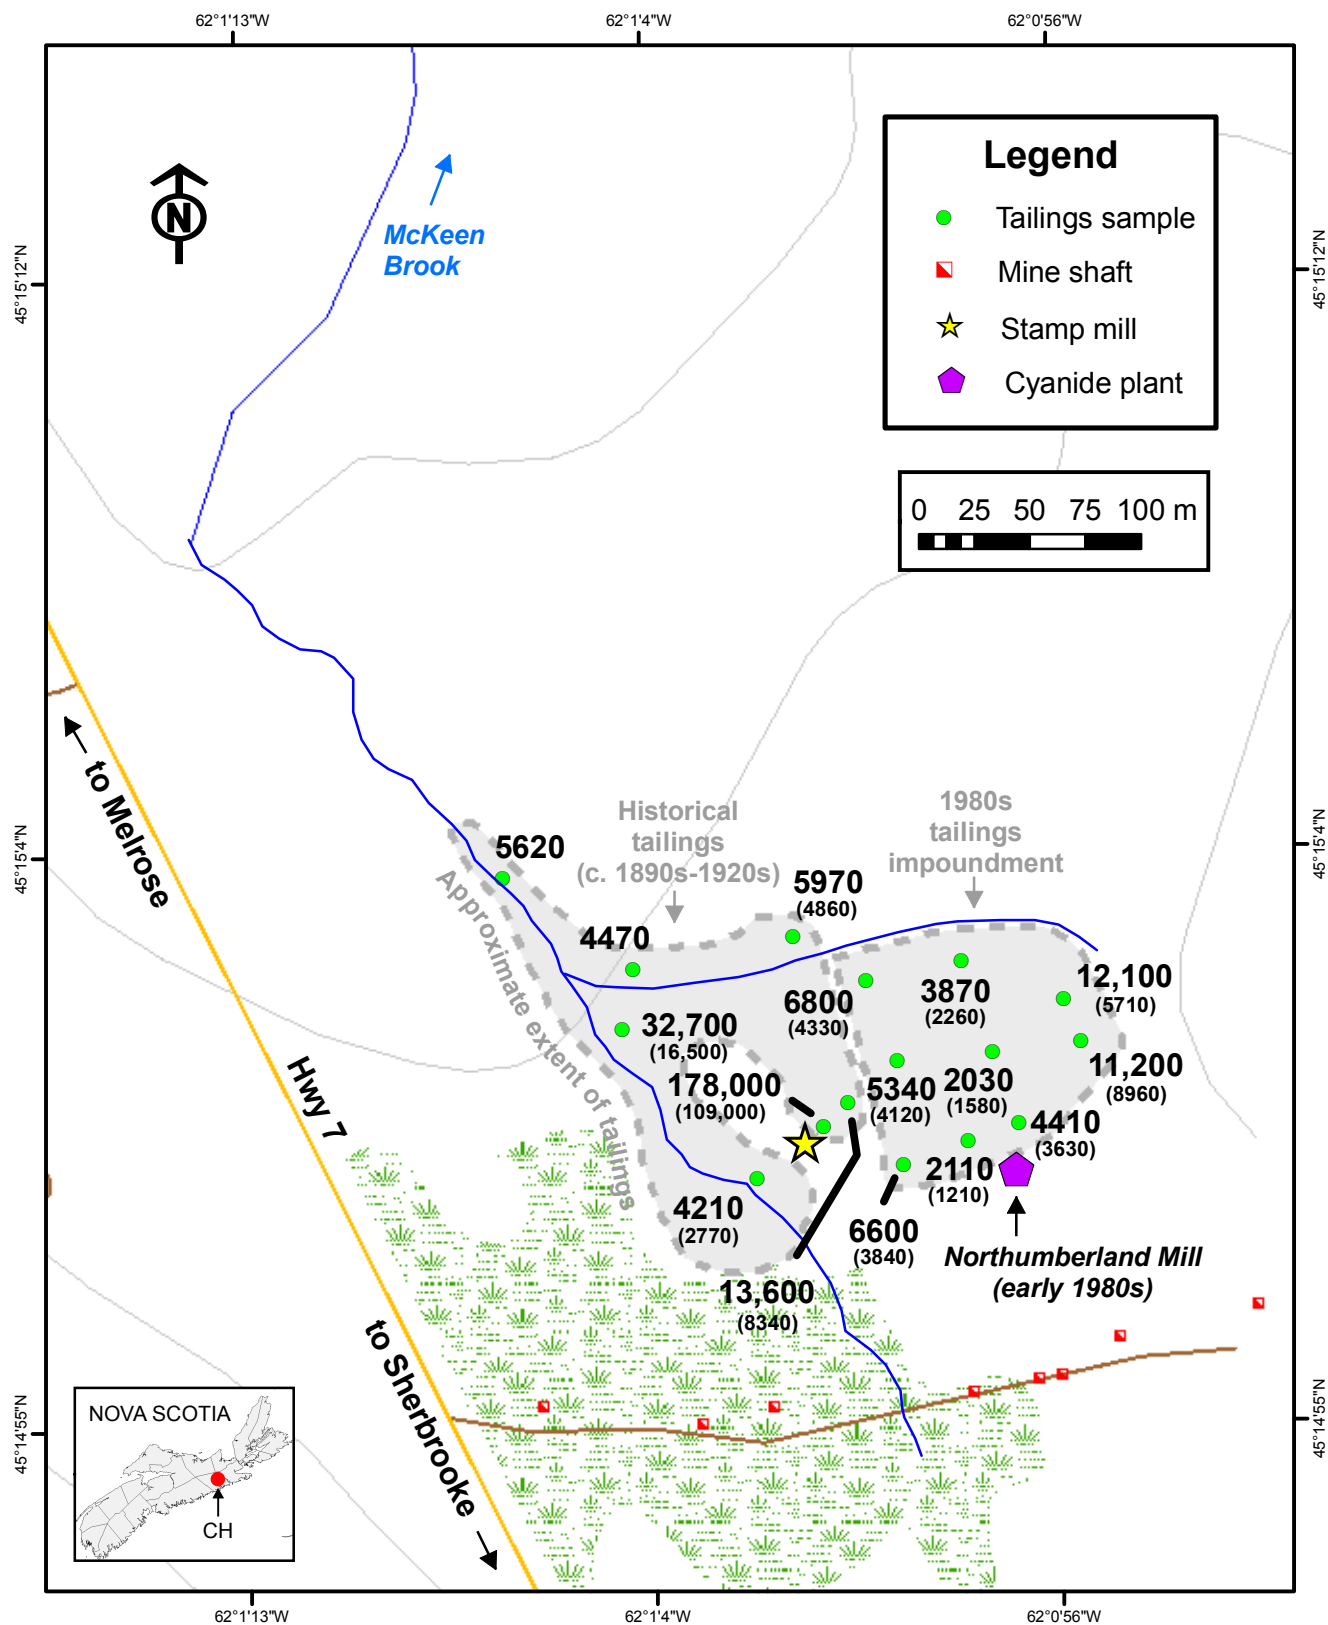 62°1'13"W
62°1'4"W
62°0'56"W
Legend
Tailings sample
Mine shaft
Stamp mill
Cyanide plant
N
McKeen
Brook
45°15'12"N
45°15'12"N
0 25 50 75 100 m
to Melrose
Historical
tailings
(c. 1890s-1920s)
1980s
tailings
impoundment
45°15'4"N
45°15'4"N
Approximate extent of tailings
5620
4470
5970
(4860)
6800
(4330)
3870
(2260)
12,100
(5710)
32,700
(16,500)
178,000
(109,000)
5340
(4120)
2030
(1580)
11,200
(8960)
4410
(3630)
2110
(1210)
4210
(2770)
6600
(3840)
13,600
(8340)
Hwy 7
Northumberland Mill
(early 1980s)
to Sherbrooke
NOVA SCOTIA
CH
45°14'55"N
45°14'55"N
62°1'13"W
62°1'4"W
62°0'56"W